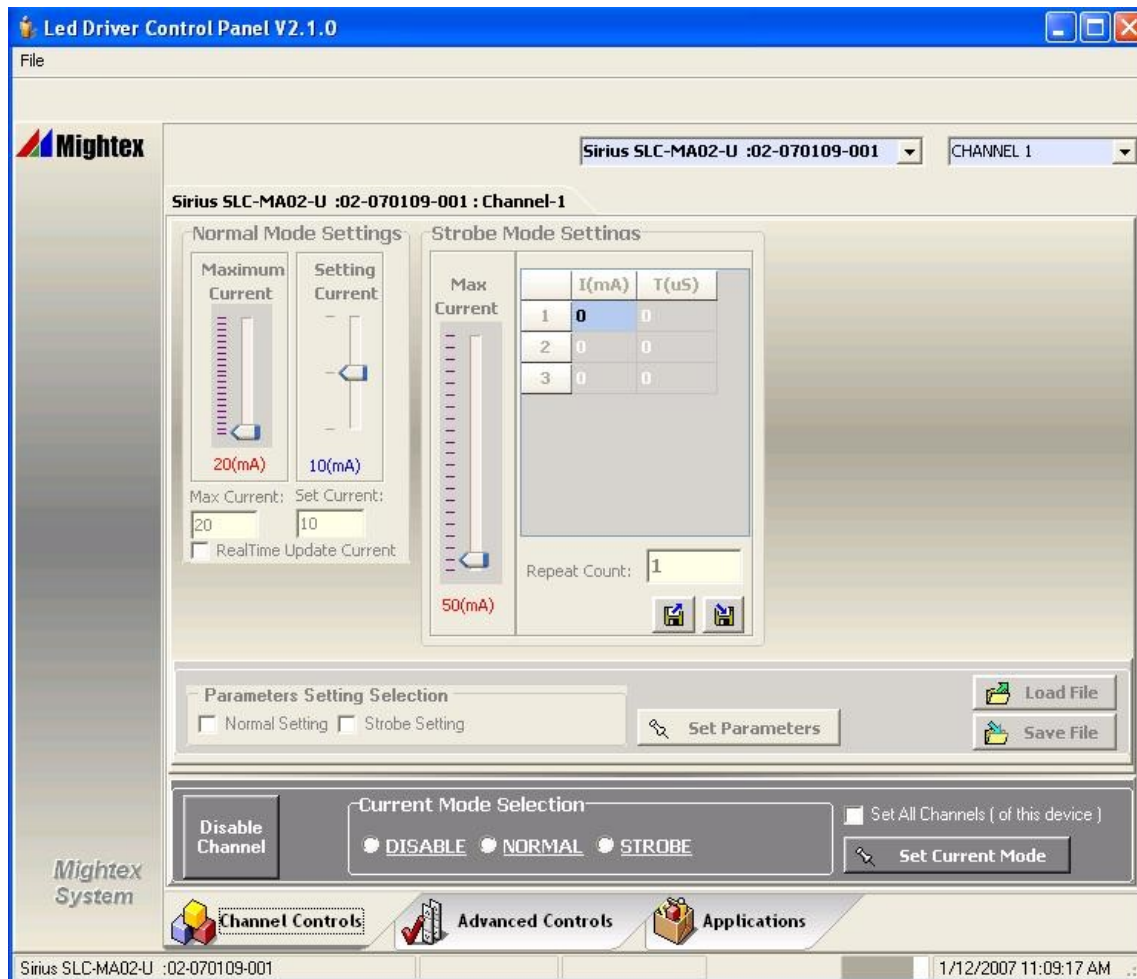 Led Driver Control Panel V2.1.0
File
Mightex
Sirius SLC-MA02-U :02-070109-001
CHANNEL 1
Sirius SLC-MA02-U :02-070109-001 : Channel-1
Normal Mode Settings
Strobe Mode Settings
Maximum Current
Setting Current
20(mA)
10(mA)
Max Current: Set Current:
20
10
RealTime Update Current
Max Current
50(mA)
I(mA) T(uS)
1 0 0
2 0 0
3 0 0
Repeat Count: 1
Parameters Setting Selection
Normal Setting Strobe Setting
Set Parameters
Load File
Save File
Disable Channel
Current Mode Selection
DISABLE NORMAL STROBE
Set All Channels ( of this device )
Set Current Mode
Mightex System
Channel Controls
Advanced Controls
Applications
Sirius SLC-MA02-U :02-070109-001
1/12/2007 11:09:17 AM